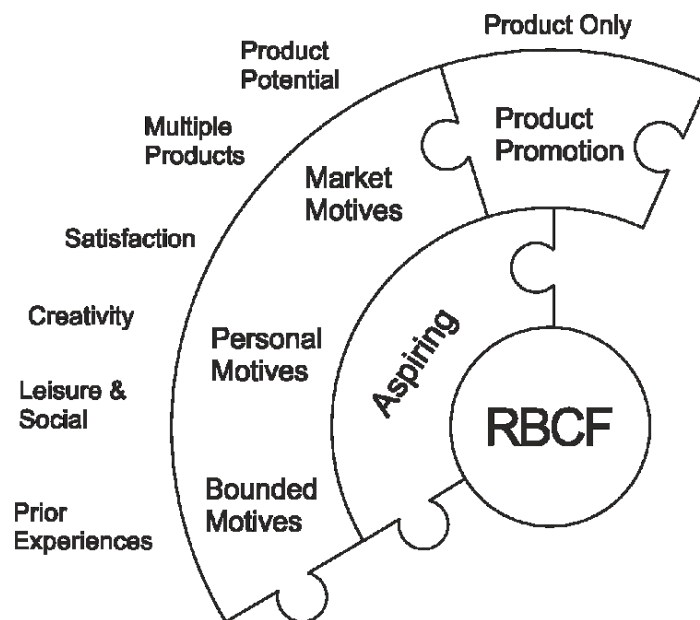 Product Only
Product
Potential
Product
Promotion
Multiple
Products
Market
Motives
Satisfaction
Creativity
Personal
Motives
Aspiring
Leisure &
Social
RBCF
Bounded
Motives
Prior
Experiences